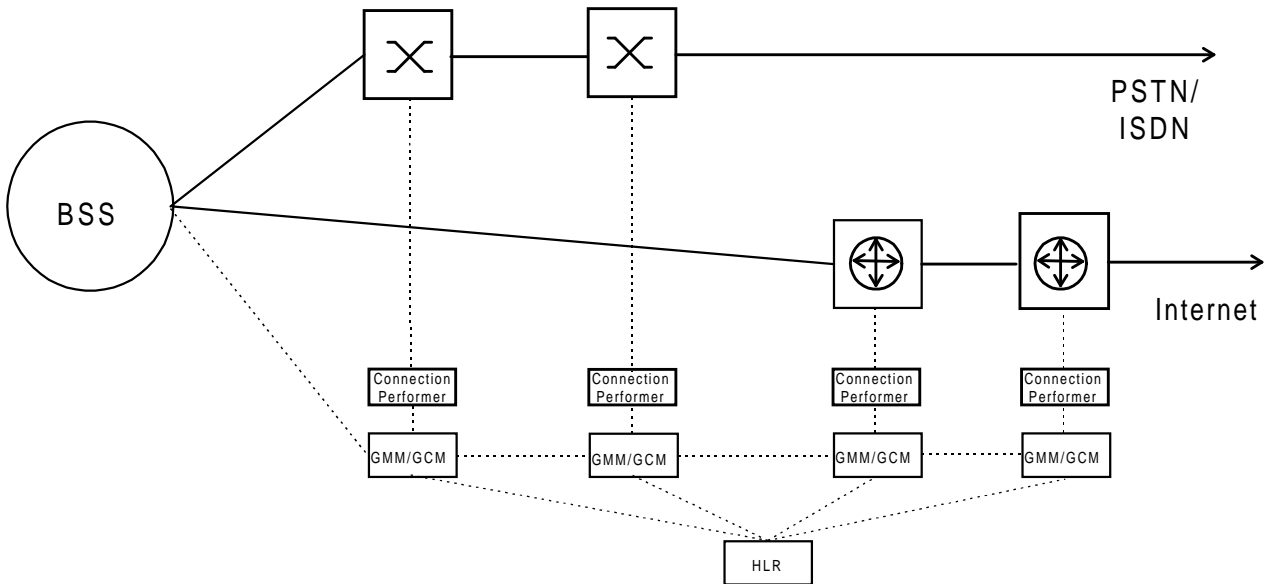 PSTN/
ISDN
BSS
Internet
Connection
Performer
Connection
Performer
Connection
Performer
Connection
Performer
GMM/GCM
GMM/GCM
GMM/GCM
GMM/GCM
HLR